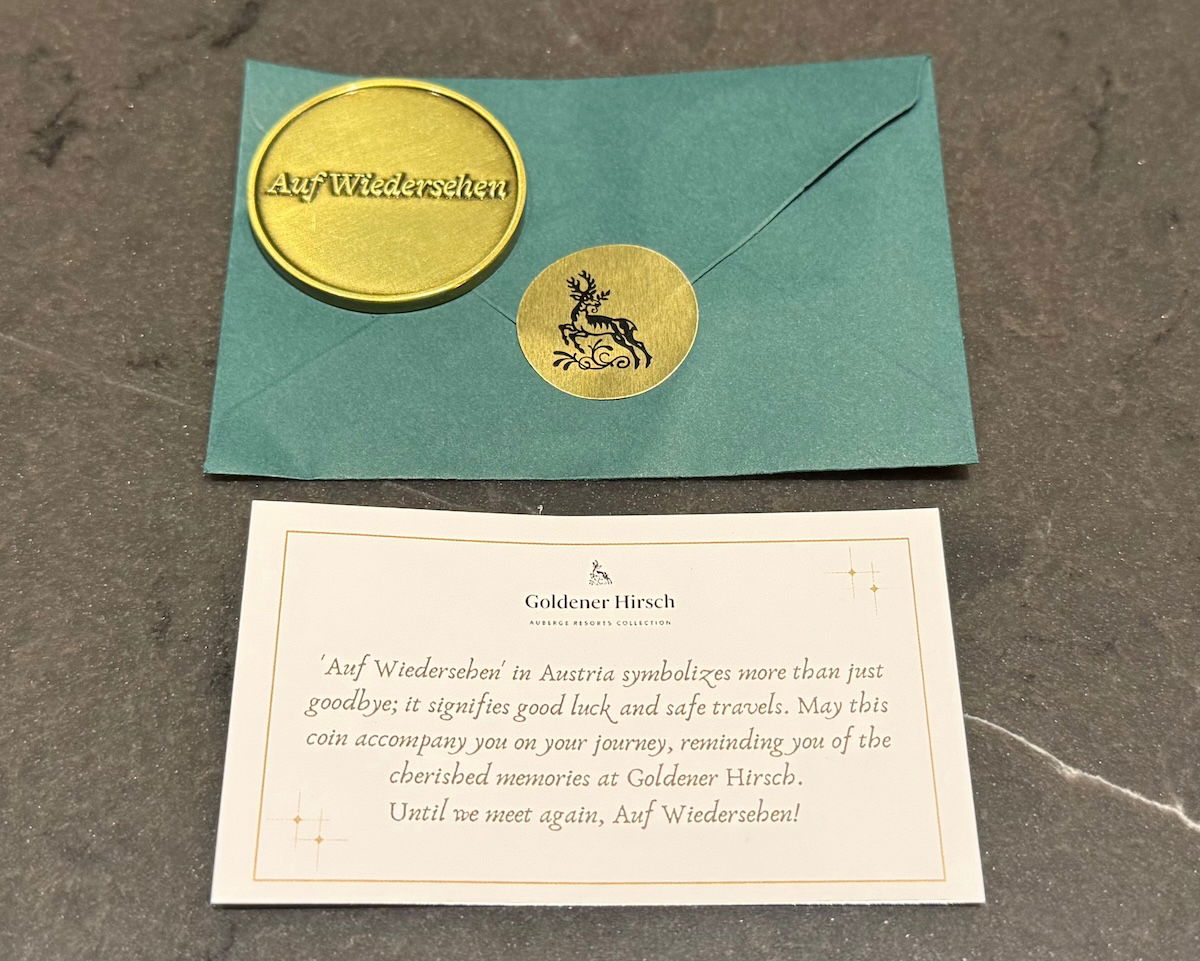 Auf Wiedersehen
Goldener Hirsch
AUBERGE RESORTS COLLECTION
'Auf Wiedersehen' in Austria symbolizes more than just
goodbye; it signifies good luck and safe travels. May this
coin accompany you on your journey, reminding you of the
cherished memories at Goldener Hirsch.
Until we meet again, Auf Wiedersehen!